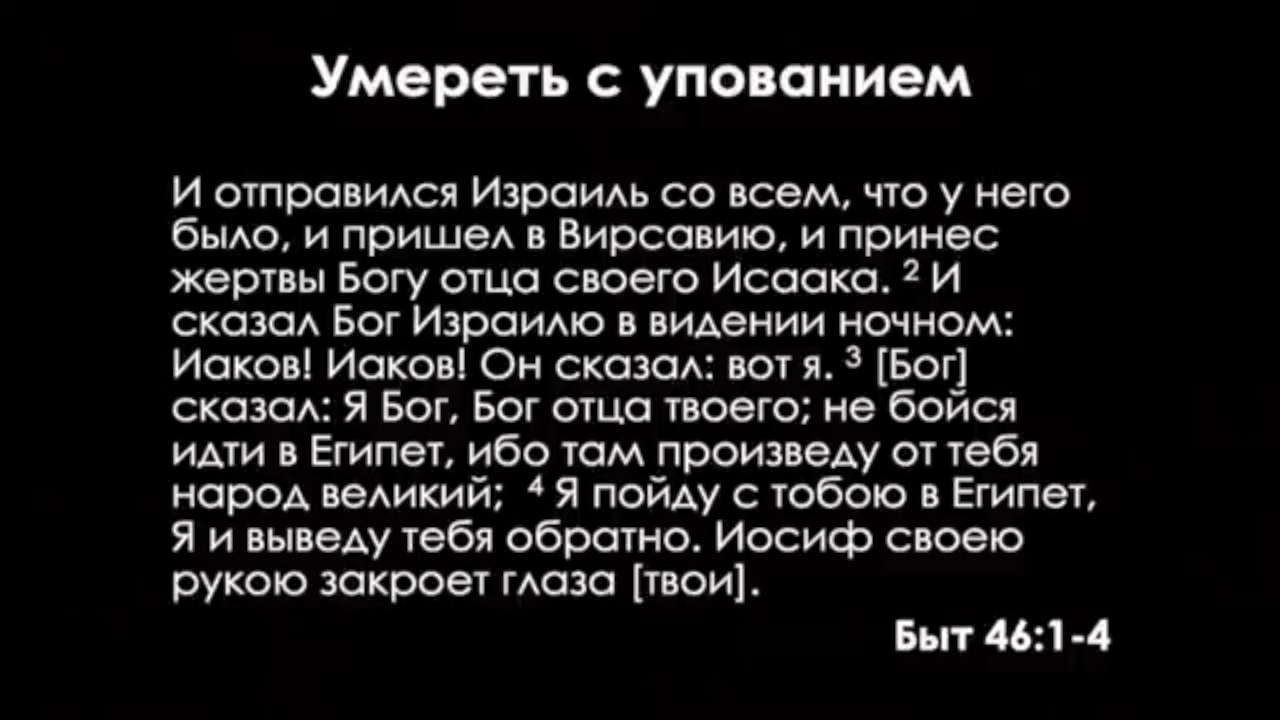 Умереть с упованием
И отправился Израиль со всем, что у него
было, и пришел в Вирсавию, и принес
жертвы Богу отца своего Исаака. ² И
сказал Бог Израилю в видении ночном:
Иаков! Иаков! Он сказал: вот я. ³ [Бог]
сказал: Я Бог, Бог отца твоего; не бойся
идти в Египет, ибо там произведу от тебя
народ великий; ⁴ Я пойду с тобою в Египет,
Я и выведу тебя обратно. Иосиф своею
рукою закроет глаза [твои].
Быт 46:1-4